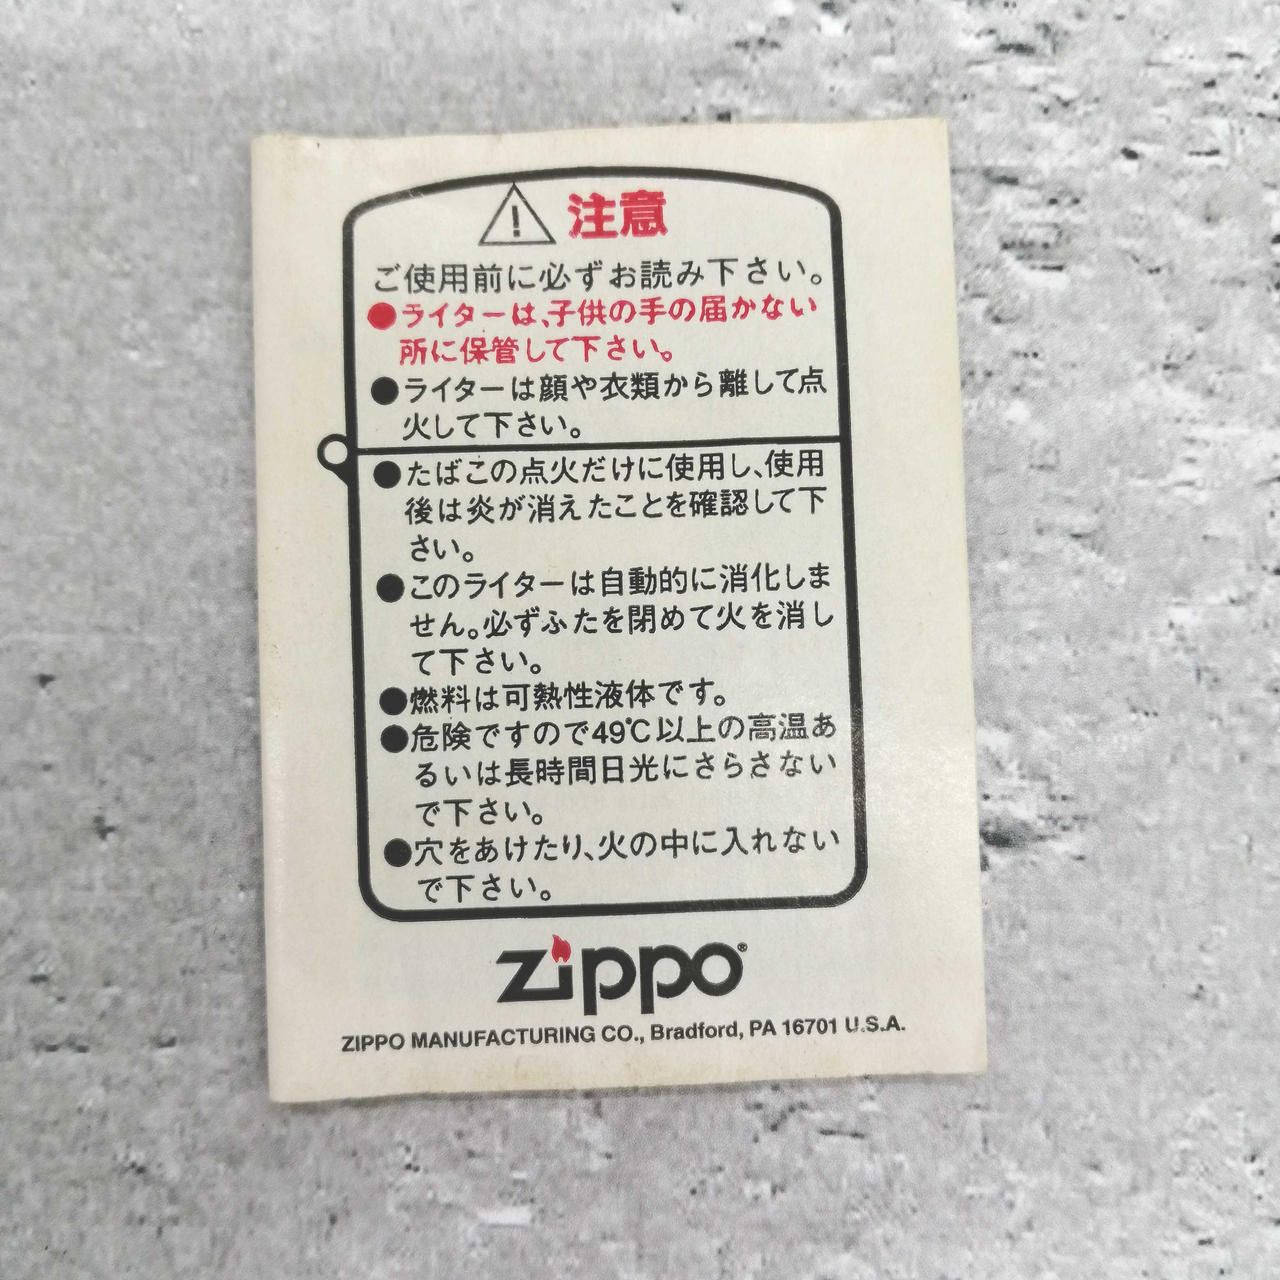 注意
ご使用前に必ずお読み下さい。
●ライターは、子供の手の届かない
所に保管して下さい。
●ライターは顔や衣類から離して点
火して下さい。
●たばこの点火だけに使用し、使用
後は炎が消えたことを確認して下
さい。
●このライターは自動的に消化しま
せん。必ずふたを閉めて火を消し
て下さい。
●燃料は可熱性液体です。
●危険ですので49℃以上の高温あ
るいは長時間日光にさらさない
で下さい。
●穴をあけたり、火の中に入れない
で下さい。
zippo®
ZIPPO MANUFACTURING CO., Bradford, PA 16701 U.S.A.